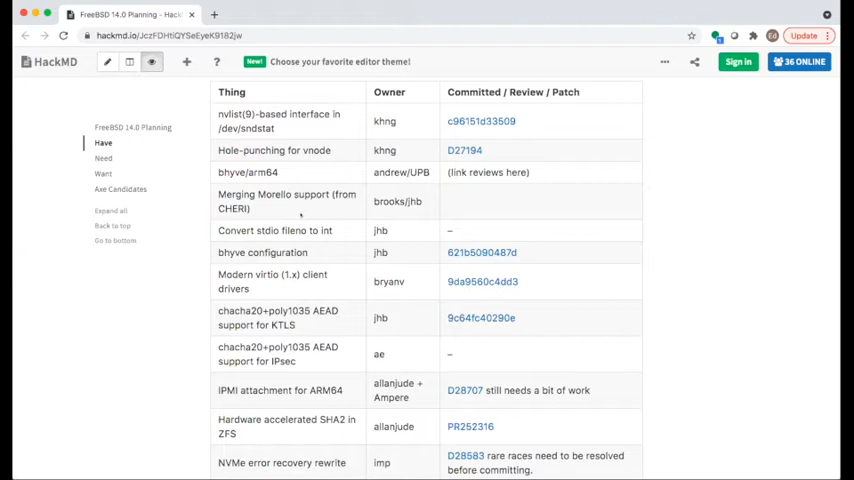 FreeBSD 14.0 Planning - HackM
hackmd.io/JczFDHtiQYSeEyeK9182jw
Ed
Update
HackMD
New! Choose your favorite editor theme!
Sign in
36 ONLINE
FreeBSD 14.0 Planning
Have
Need
Want
Axe Candidates
Expand all
Back to top
Go to bottom
Thing Owner Committed / Review / Patch
nvlist(9)-based interface in
/dev/sndstat
khng
c96151d33509
Hole-punching for vnode khng D27194
bhyve/arm64 andrew/UPB (link reviews here)
Merging Morello support (from
CHERI)
brooks/jhb
Convert stdio fileno to int jhb –
bhyve configuration jhb 621b5090487d
Modern virtio (1.x) client
drivers
bryanv
9da9560c4dd3
chacha20+poly1035 AEAD
support for KTLS
jhb
9c64fc40290e
chacha20+poly1035 AEAD
support for IPsec
ae
–
IPMI attachment for ARM64
allanjude +
Ampere
D28707 still needs a bit of work
Hardware accelerated SHA2 in
ZFS
allanjude
PR252316
NVMe error recovery rewrite
imp
D28583 rare races need to be resolved
before committing.